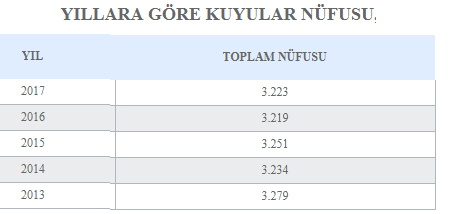 YILLARA GÖRE KUYULAR NÜFUSU,
YIL TOPLAM NÜFUSU
2017 3.223
2016 3.219
2015 3.251
2014 3.234
2013 3.279